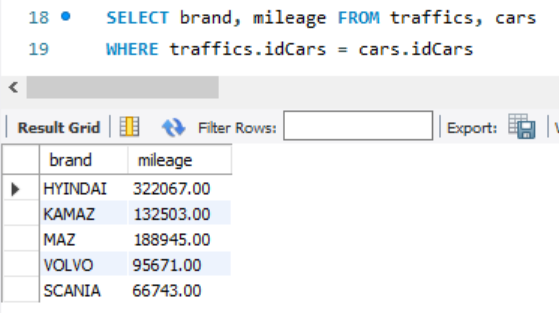 18 SELECT brand, mileage FROM traffics, cars
19 WHERE traffics.idCars = cars.idCars
Result Grid Filter Rows: Export:
brand mileage
HYINDAI 322067.00
KAMAZ 132503.00
MAZ 188945.00
VOLVO 95671.00
SCANIA 66743.00